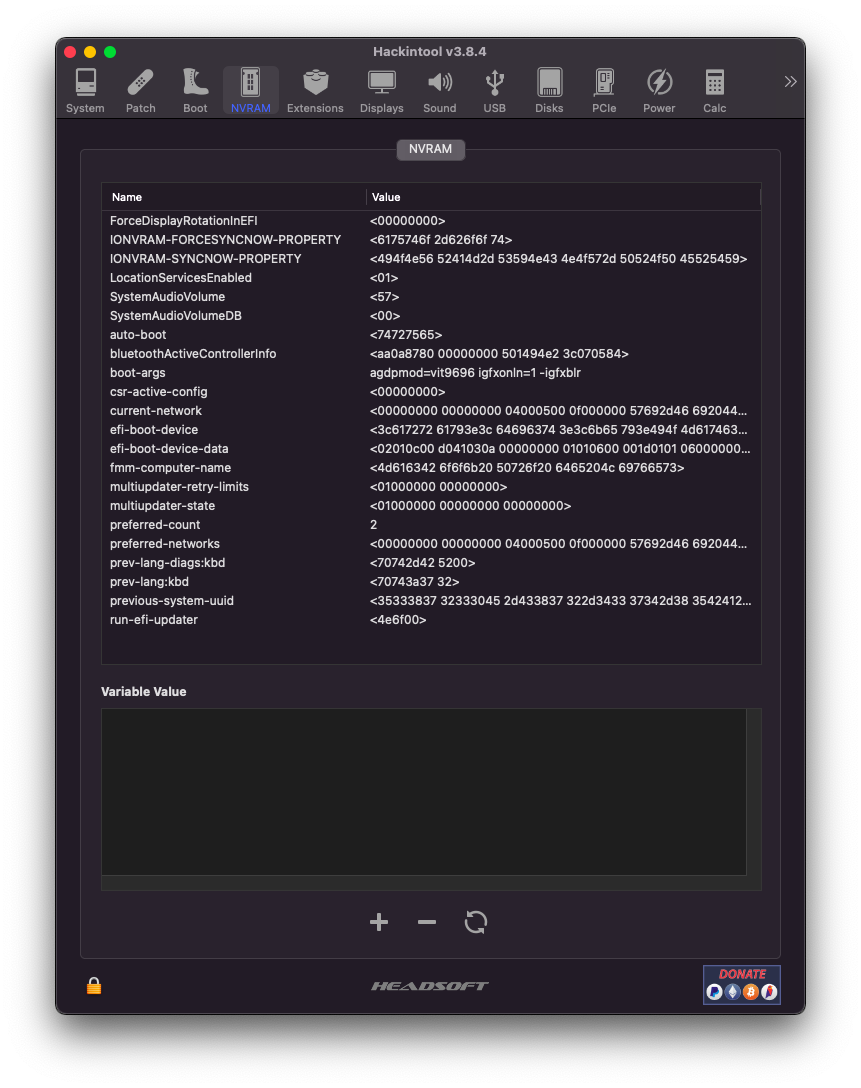 Hackintool v3.8.4
System Patch Boot NVRAM Extensions Displays Sound USB Disks PCIe Power Calc
NVRAM
Name Value
ForceDisplayRotationInEFI <00000000>
IONVRAM-FORCESYNCNOW-PROPERTY <6175746f 2d626f6f 74>
IONVRAM-SYNCNOW-PROPERTY <494f4e56 52414d2d 53594e43 4e4f572d 50524f50 45525459>
LocationServicesEnabled <01>
SystemAudioVolume <57>
SystemAudioVolumeDB <00>
auto-boot <74727565>
bluetoothActiveControllerInfo <aa0a8780 00000000 501494e2 3c070584>
boot-args agdpmod=vit9696 igfxonln=1 -igfxblr
csr-active-config <00000000>
current-network <00000000 00000000 04000500 0f000000 57692d46 692044...
efi-boot-device <3c617272 61793e3c 64696374 3e3c6b65 793e494f 4d617463...
efi-boot-device-data <02010c00 d041030a 00000000 01010600 001d0101 06000000...
fmm-computer-name <4d616342 6f6f6b20 50726f20 6465204c 69766573>
multiupdater-retry-limits <01000000 00000000>
multiupdater-state <01000000 00000000 00000000>
preferred-count 2
preferred-networks <00000000 00000000 04000500 0f000000 57692d46 692044...
prev-lang-diags:kbd <70742d42 5200>
prev-lang:kbd <70743a37 32>
previous-system-uuid <35333837 32333045 2d433837 322d3433 37342d38 3542412...
run-efi-updater <4e6f00>
Variable Value
HEADSOFT
DONATE